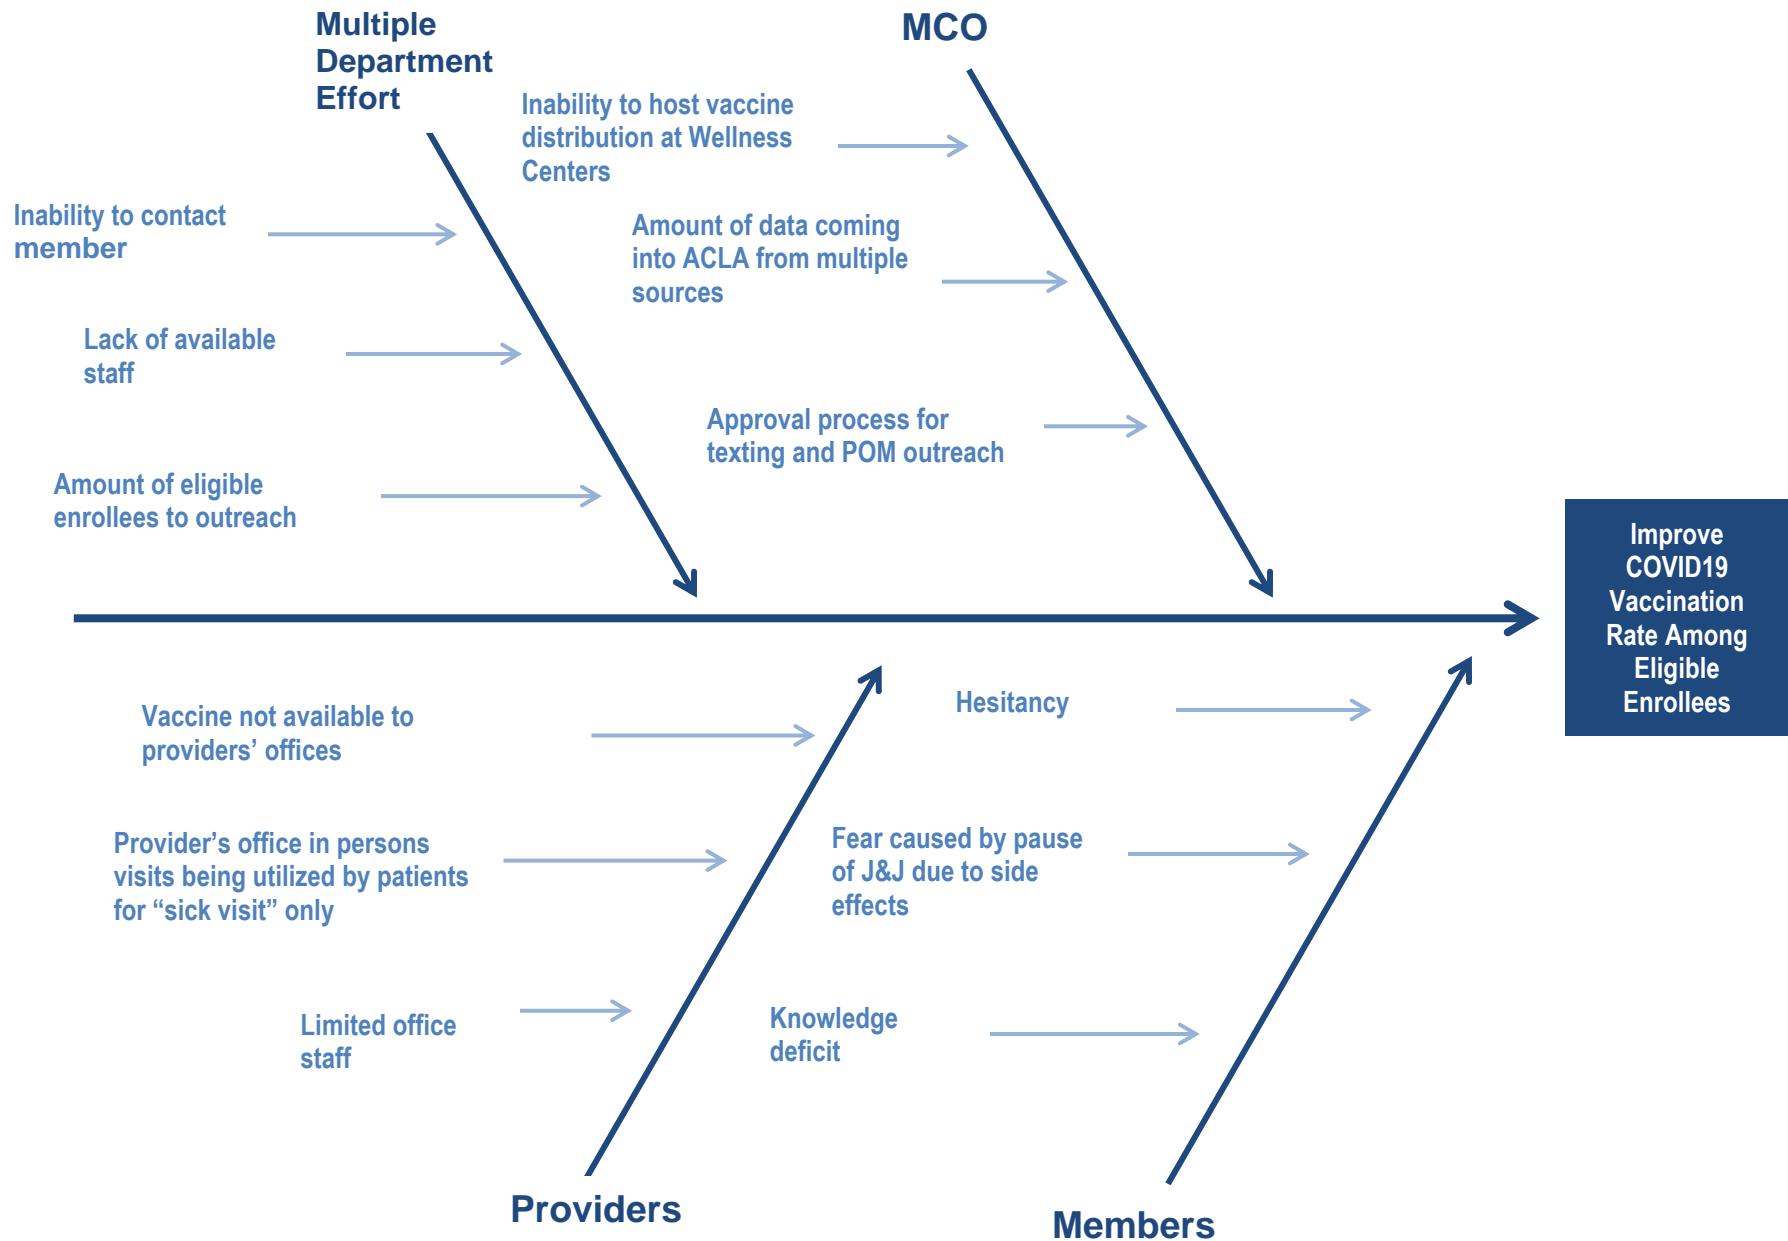 Multiple
Department
Effort
MCO
Inability to host vaccine
distribution at Wellness
Centers
Inability to contact
member
Amount of data coming
into ACLA from multiple
sources
Lack of available
staff
Approval process for
texting and POM outreach
Amount of eligible
enrollees to outreach
Improve
COVID19
Vaccination
Rate Among
Eligible
Enrollees
Vaccine not available to
providers’ offices
Hesitancy
Provider’s office in persons
visits being utilized by patients
for “sick visit” only
Fear caused by pause
of J&J due to side
effects
Limited office
staff
Knowledge
deficit
Providers
Members